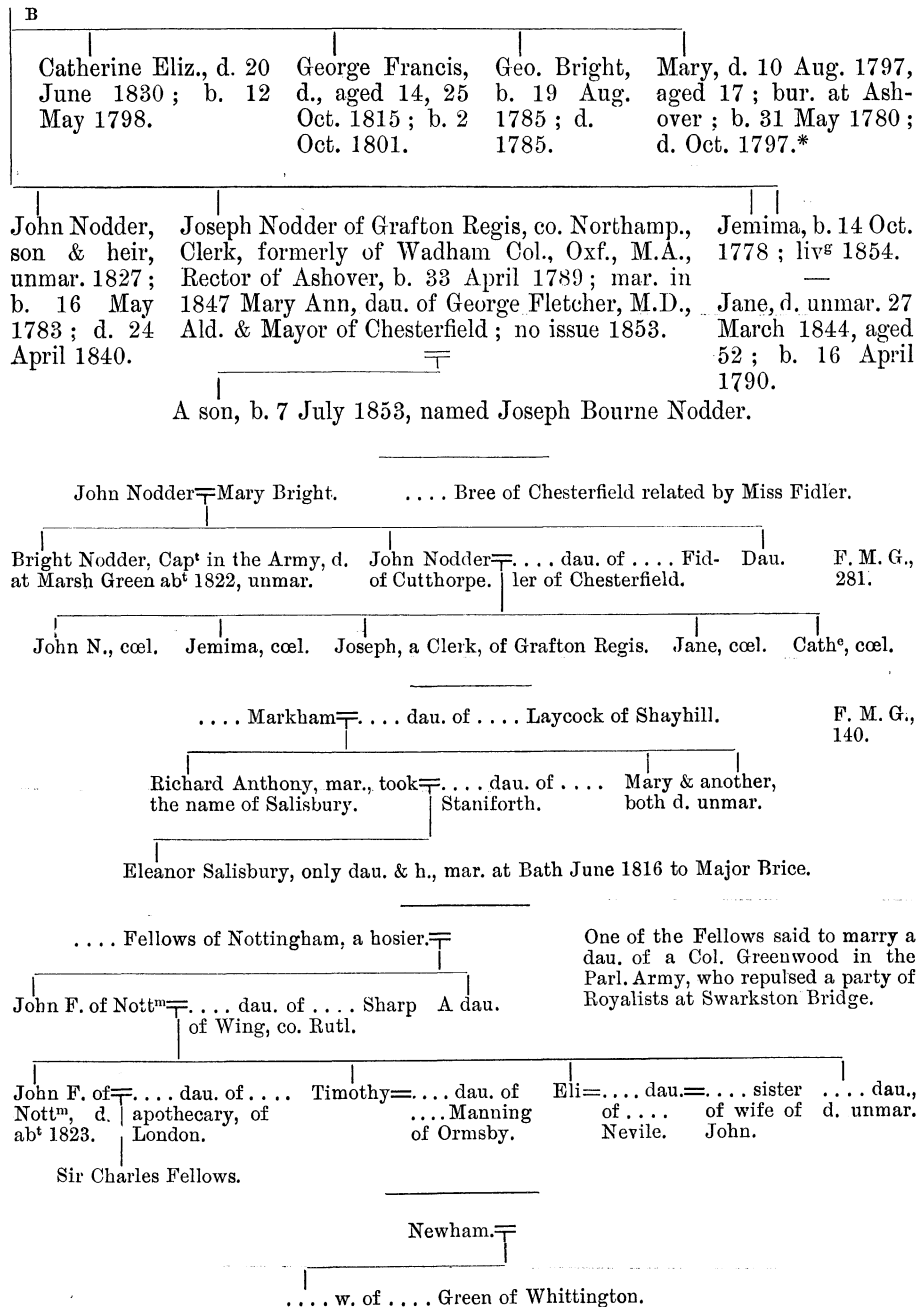 B
Catherine Eliz., d. 20
June 1830 ; b. 12
May 1798.
George Francis,
d., aged 14, 25
Oct. 1815 ; b. 2
Oct. 1801.
Geo. Bright,
b. 19 Aug.
1785 ; d.
1785.
Mary, d. 10 Aug. 1797,
aged 17 ; bur. at Ash-
over ; b. 31 May 1780 ;
d. Oct. 1797.*
John Nodder,
son & heir,
unmar. 1827 ;
b. 16 May
1783 ; d. 24
April 1840.
Joseph Nodder of Grafton Regis, co. Northamp.,
Clerk, formerly of Wadham Col., Oxf., M.A.,
Rector of Ashover, b. 33 April 1789 ; mar. in
1847 Mary Ann, dau. of George Fletcher, M.D.,
Ald. & Mayor of Chesterfield ; no issue 1853.
Jemima, b. 14 Oct.
1778 ; livᵍ 1854.
—
Jane, d. unmar. 27
March 1844, aged
52 ; b. 16 April
1790.
A son, b. 7 July 1853, named Joseph Bourne Nodder.
John Nodder=Mary Bright.
. . . . Bree of Chesterfield related by Miss Fidler.
Bright Nodder, Capᵗ in the Army, d.
at Marsh Green abᵗ 1822, unmar.
John Nodder=. . . . dau. of . . . . Fid-
of Cutthorpe. ler of Chesterfield.
Dau.
F. M. G.,
281.
John N., cœl. Jemima, cœl. Joseph, a Clerk, of Grafton Regis. Jane, cœl. Cathᵉ, cœl.
. . . . Markham=. . . . dau. of . . . . Laycock of Shayhill.
F. M. G.,
140.
Richard Anthony, mar., took=. . . . dau. of . . . .
the name of Salisbury. Staniforth.
Mary & another,
both d. unmar.
Eleanor Salisbury, only dau. & h., mar. at Bath June 1816 to Major Brice.
. . . . Fellows of Nottingham, a hosier.=
One of the Fellows said to marry a
dau. of a Col. Greenwood in the
Parl. Army, who repulsed a party of
Royalists at Swarkston Bridge.
John F. of Nottᵐ=. . . . dau. of . . . . Sharp
of Wing, co. Rutl.
A dau.
John F. of=. . . . dau. of . . . .
Nottᵐ, d. apothecary, of
abᵗ 1823. London.
Timothy=. . . . dau. of
. . . . Manning
of Ormsby.
Eli=. . . . dau.=. . . . sister
of . . . . of wife of
Nevile. John.
. . . . dau.,
d. unmar.
Sir Charles Fellows.
Newham.=
. . . . w. of . . . . Green of Whittington.